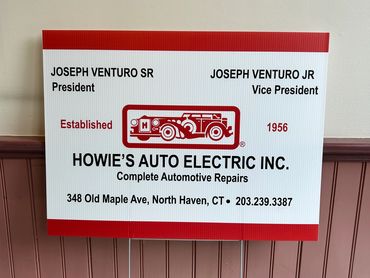 JOSEPH VENTURO SR JOSEPH VENTURO JR
President Vice President
Established 1956
H
®
HOWIE'S AUTO ELECTRIC INC.
Complete Automotive Repairs
348 Old Maple Ave, North Haven, CT • 203.239.3387